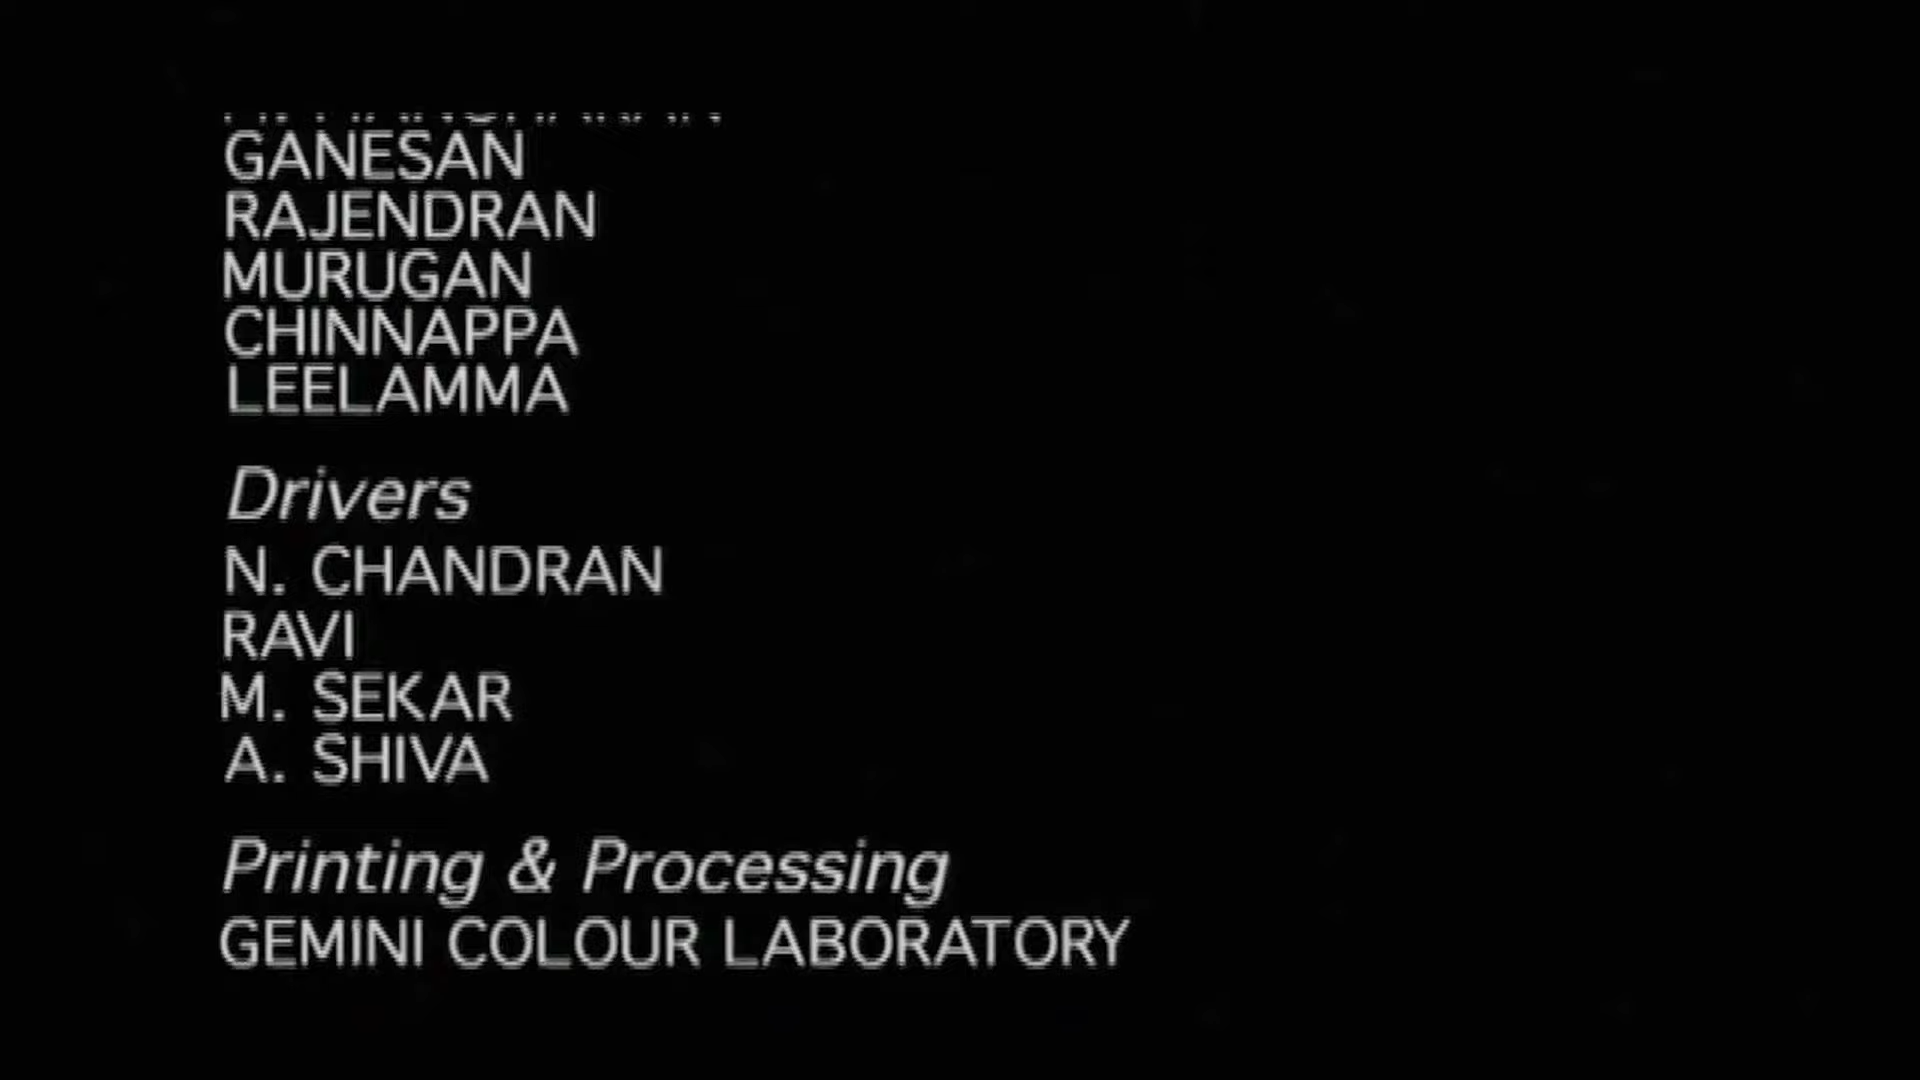 GANESAN
RAJENDRAN
MURUGAN
CHINNAPPA
LEELAMMA
Drivers
N. CHANDRAN
RAVI
M. SEKAR
A. SHIVA
Printing & Processing
GEMINI COLOUR LABORATORY